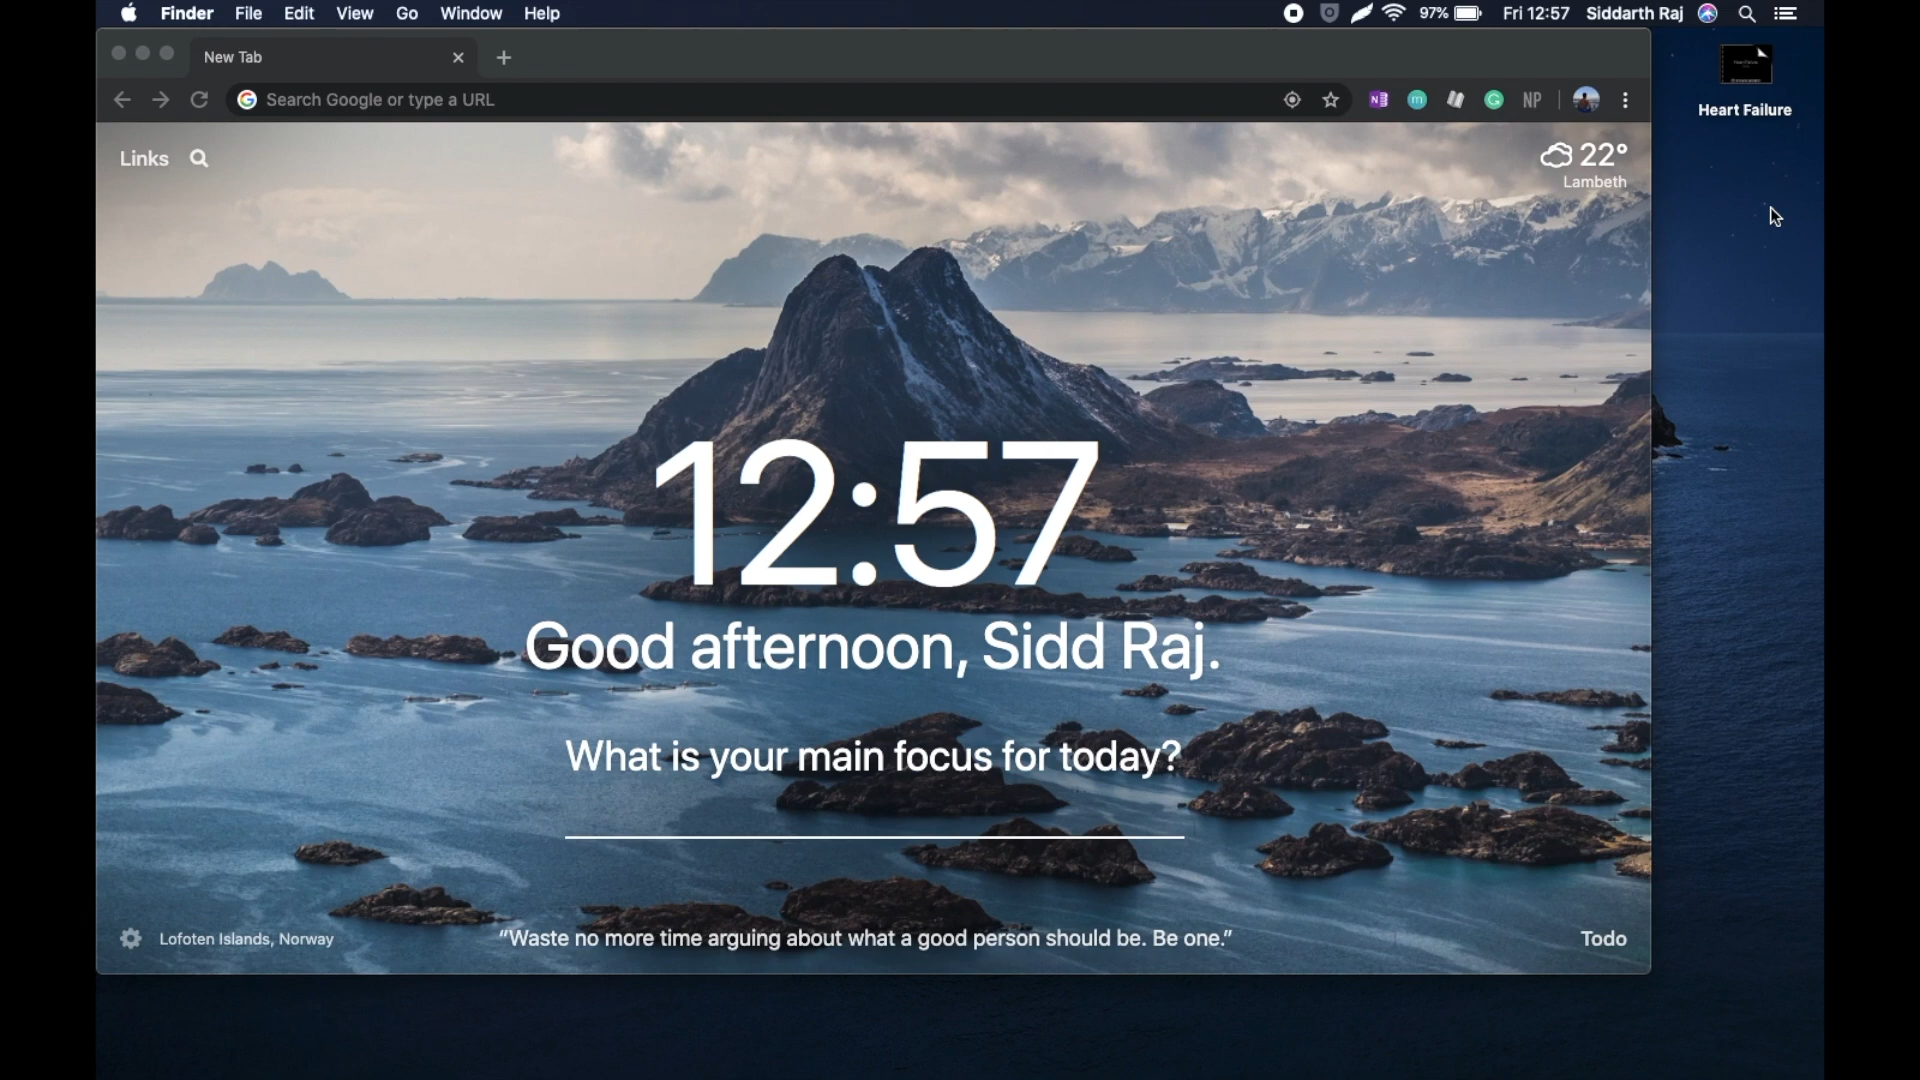 Finder File Edit View Go Window Help 97% Fri 12:57 Siddarth Raj
New Tab
Search Google or type a URL
NP
Heart Failure
Links
22°
Lambeth
12:57
Good afternoon, Sidd Raj.
What is your main focus for today?
Lofoten Islands, Norway
“Waste no more time arguing about what a good person should be. Be one.”
Todo